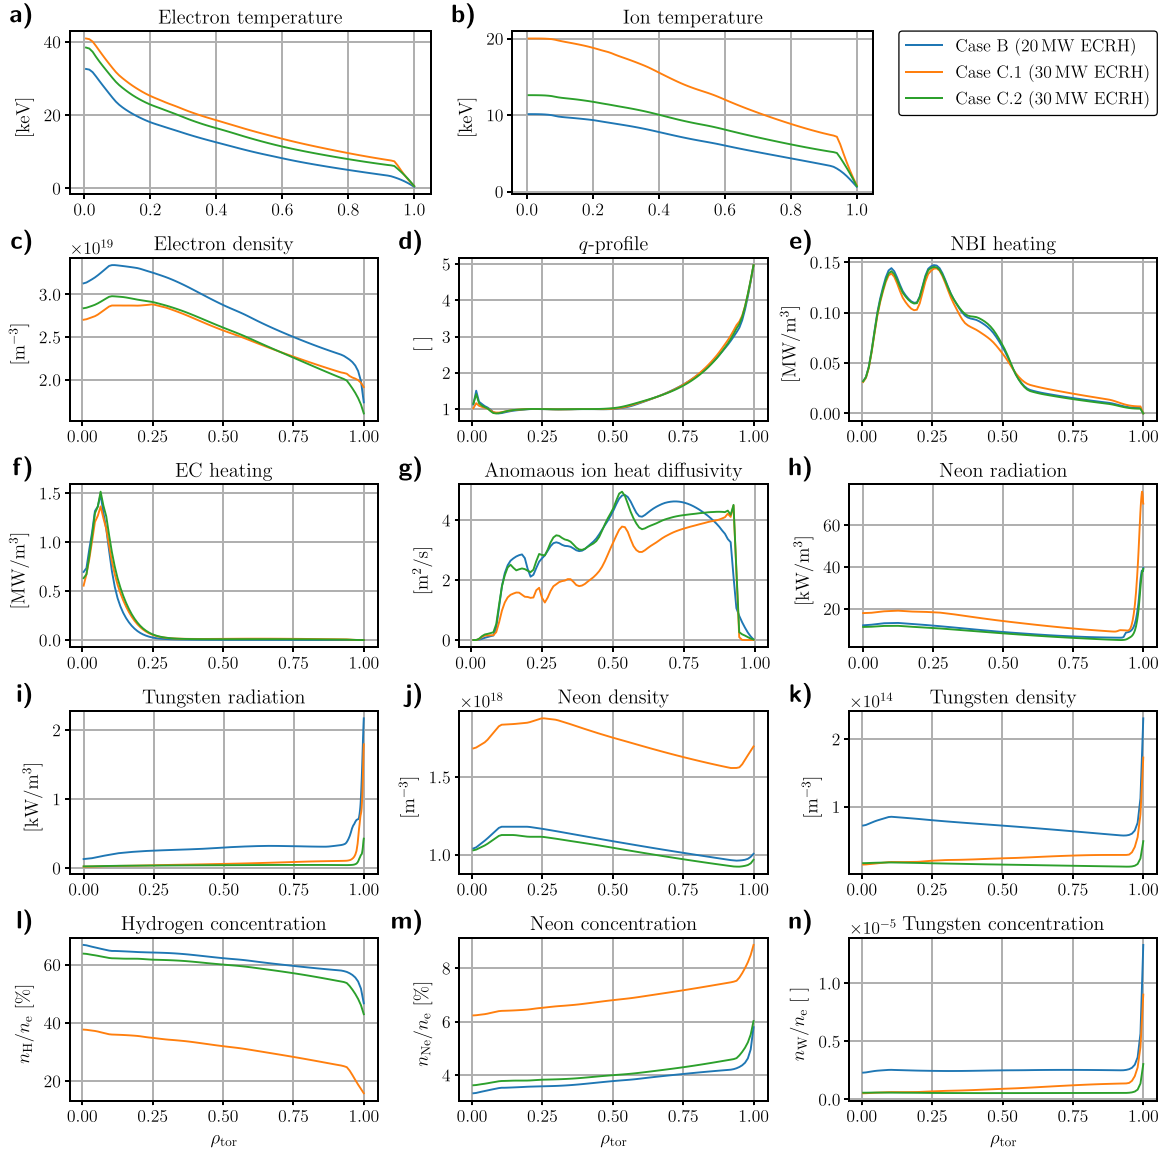 a) Electron temperature
[keV]
40
20
0
0.0 0.2 0.4 0.6 0.8 1.0
b) Ion temperature
[keV]
20
10
0
0.0 0.2 0.4 0.6 0.8 1.0
Case B (20 MW ECRH)
Case C.1 (30 MW ECRH)
Case C.2 (30 MW ECRH)
c) Electron density
×10¹⁹
[m⁻³]
3.0
2.5
2.0
0.00 0.25 0.50 0.75 1.00
d) q-profile
[ ]
5
4
3
2
1
0.00 0.25 0.50 0.75 1.00
e) NBI heating
[MW/m³]
0.15
0.10
0.05
0.00
0.00 0.25 0.50 0.75 1.00
f) EC heating
[MW/m³]
1.5
1.0
0.5
0.0
0.00 0.25 0.50 0.75 1.00
g) Anomaous ion heat diffusivity
[m²/s]
4
2
0
0.00 0.25 0.50 0.75 1.00
h) Neon radiation
[kW/m³]
60
40
20
0.00 0.25 0.50 0.75 1.00
i) Tungsten radiation
[kW/m³]
2
1
0
0.00 0.25 0.50 0.75 1.00
j) Neon density
×10¹⁸
[m⁻³]
1.5
1.0
0.00 0.25 0.50 0.75 1.00
k) Tungsten density
×10¹⁴
[m⁻³]
2
1
0.00 0.25 0.50 0.75 1.00
l) Hydrogen concentration
n_H/n_e [%]
60
40
20
0.00 0.25 0.50 0.75 1.00
ρ_tor
m) Neon concentration
n_Ne/n_e [%]
8
6
4
0.00 0.25 0.50 0.75 1.00
ρ_tor
n) ×10⁻⁵ Tungsten concentration
n_W/n_e [ ]
1.0
0.5
0.0
0.00 0.25 0.50 0.75 1.00
ρ_tor